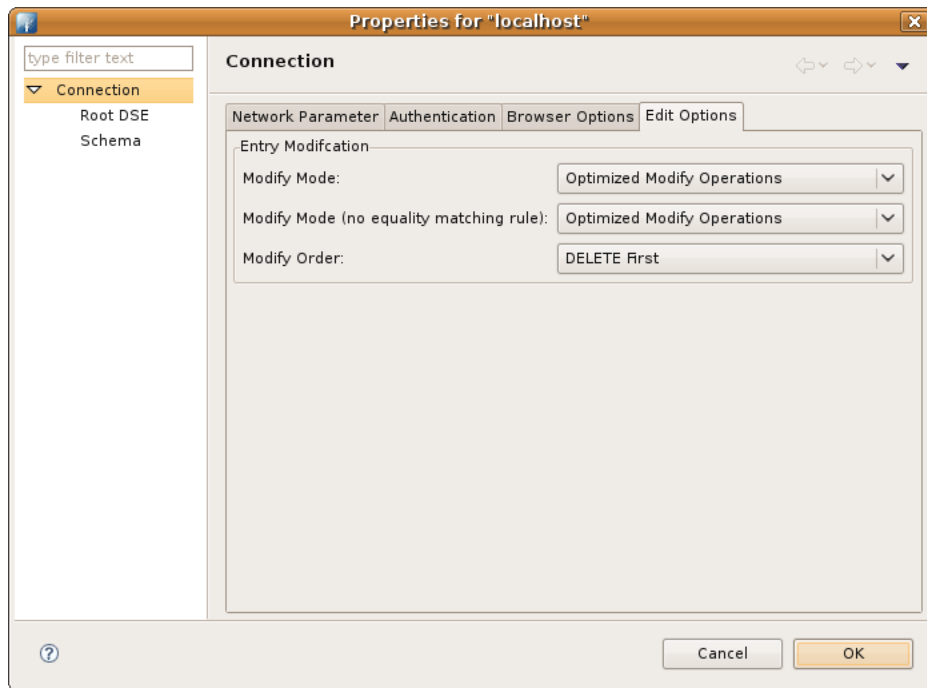 Properties for "localhost"
type filter text
Connection
Root DSE
Schema
Connection
Network Parameter Authentication Browser Options Edit Options
Entry Modifcation
Modify Mode: Optimized Modify Operations
Modify Mode (no equality matching rule): Optimized Modify Operations
Modify Order: DELETE First
Cancel OK